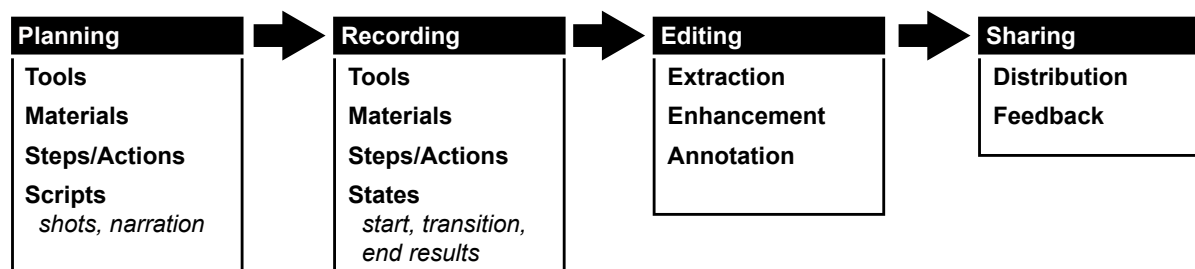 Planning
Tools
Materials
Steps/Actions
Scripts
shots, narration
Recording
Tools
Materials
Steps/Actions
States
start, transition,
end results
Editing
Extraction
Enhancement
Annotation
Sharing
Distribution
Feedback